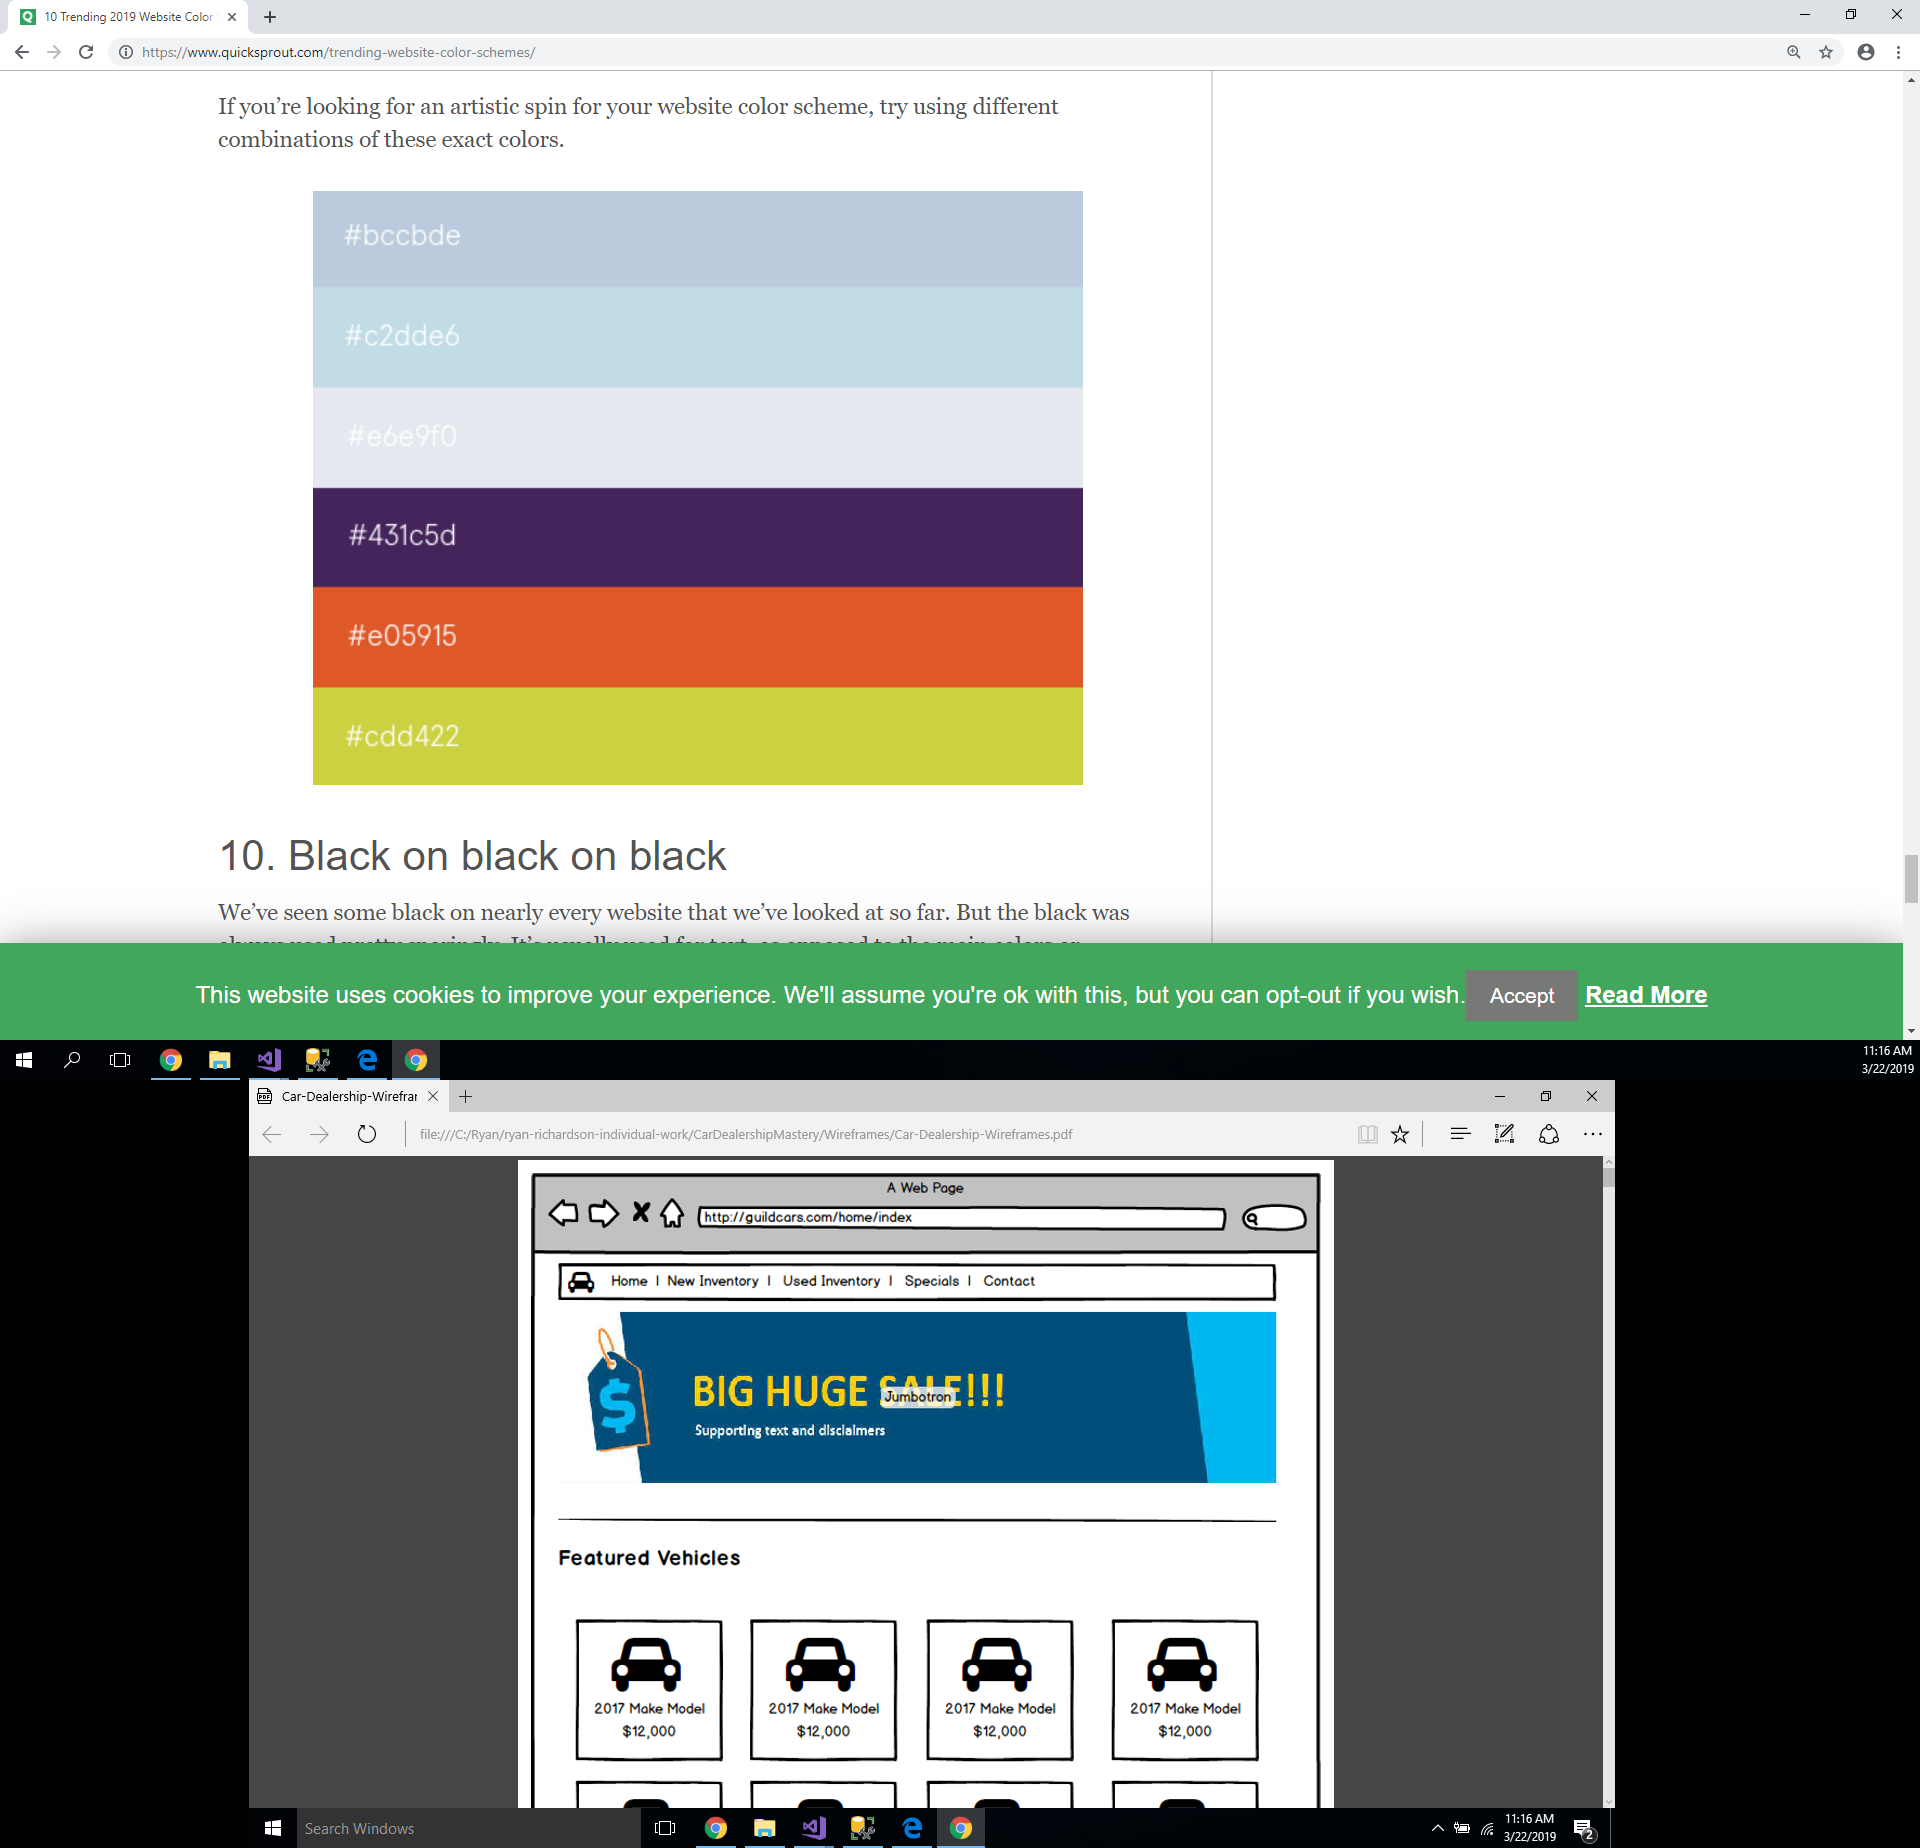 10 Trending 2019 Website Color
https://www.quicksprout.com/trending-website-color-schemes/
If you’re looking for an artistic spin for your website color scheme, try using different
combinations of these exact colors.
#bccbde
#c2dde6
#e6e9f0
#431c5d
#e05915
#cdd422
10. Black on black on black
We’ve seen some black on nearly every website that we’ve looked at so far. But the black was
This website uses cookies to improve your experience. We'll assume you're ok with this, but you can opt-out if you wish. Accept Read More
11:16 AM
3/22/2019
Car-Dealership-Wirefrar
file:///C:/Ryan/ryan-richardson-individual-work/CarDealershipMastery/Wireframes/Car-Dealership-Wireframes.pdf
A Web Page
http://guildcars.com/home/index
Home | New Inventory | Used Inventory | Specials | Contact
BIG HUGE SALE!!!
Jumbotron
Supporting text and disclaimers
Featured Vehicles
2017 Make Model 2017 Make Model 2017 Make Model 2017 Make Model
$12,000 $12,000 $12,000 $12,000
Search Windows
11:16 AM
3/22/2019
2